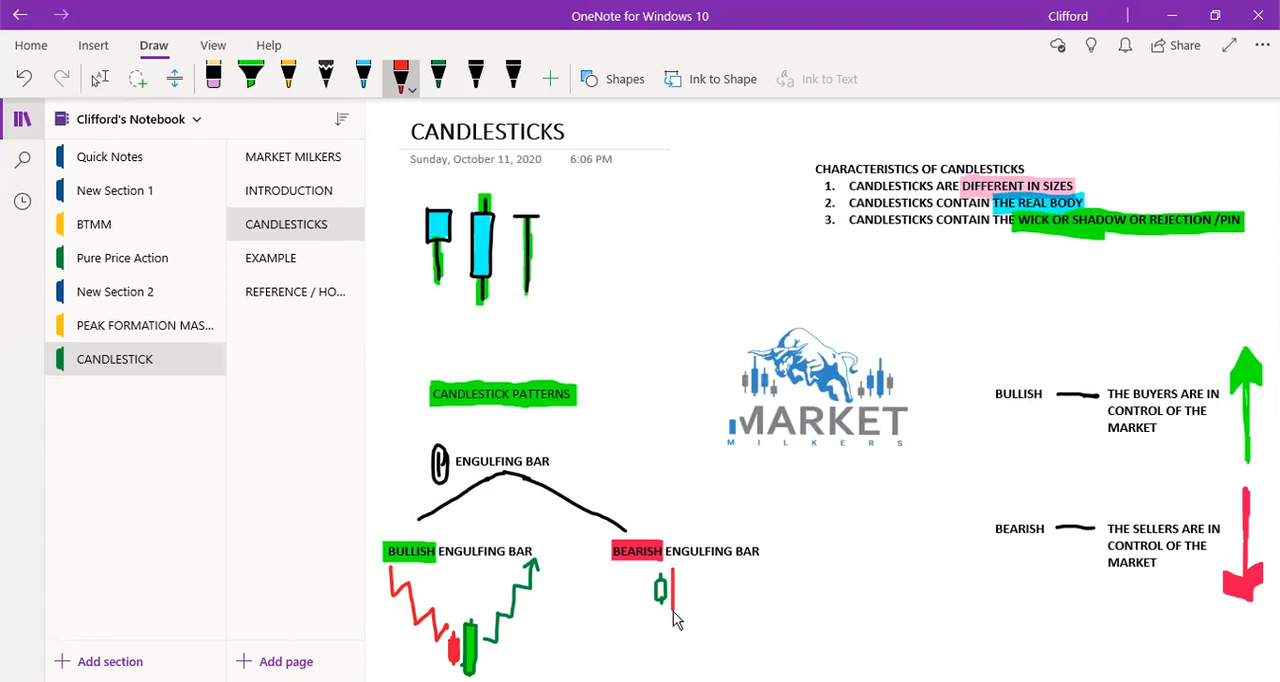 OneNote for Windows 10
Clifford
Home
Insert
Draw
View
Help
Share
Shapes
Ink to Shape
Ink to Text
Clifford's Notebook
Quick Notes
New Section 1
BTMM
Pure Price Action
New Section 2
PEAK FORMATION MAS...
CANDLESTICK
Add section
MARKET MILKERS
INTRODUCTION
CANDLESTICKS
EXAMPLE
REFERENCE / HO...
Add page
CANDLESTICKS
Sunday, October 11, 2020 6:06 PM
CHARACTERISTICS OF CANDLESTICKS
1. CANDLESTICKS ARE DIFFERENT IN SIZES
2. CANDLESTICKS CONTAIN THE REAL BODY
3. CANDLESTICKS CONTAIN THE WICK OR SHADOW OR REJECTION /PIN
CANDLESTICK PATTERNS
MARKET
MILKERS
BULLISH
THE BUYERS ARE IN
CONTROL OF THE
MARKET
ENGULFING BAR
BEARISH
THE SELLERS ARE IN
CONTROL OF THE
MARKET
BULLISH ENGULFING BAR
BEARISH ENGULFING BAR